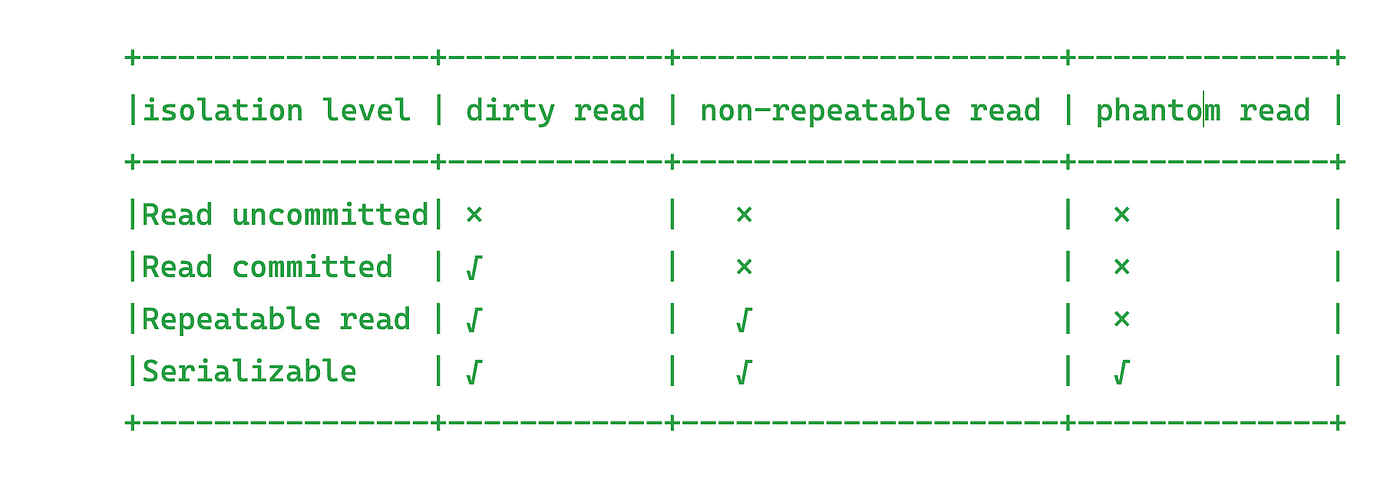 +----------------+------------+---------------------+--------------+
|isolation level | dirty read | non-repeatable read | phantom read |
+----------------+------------+---------------------+--------------+
|Read uncommitted| × | × | × |
|Read committed | √ | × | × |
|Repeatable read | √ | √ | × |
|Serializable | √ | √ | √ |
+----------------+------------+---------------------+--------------+